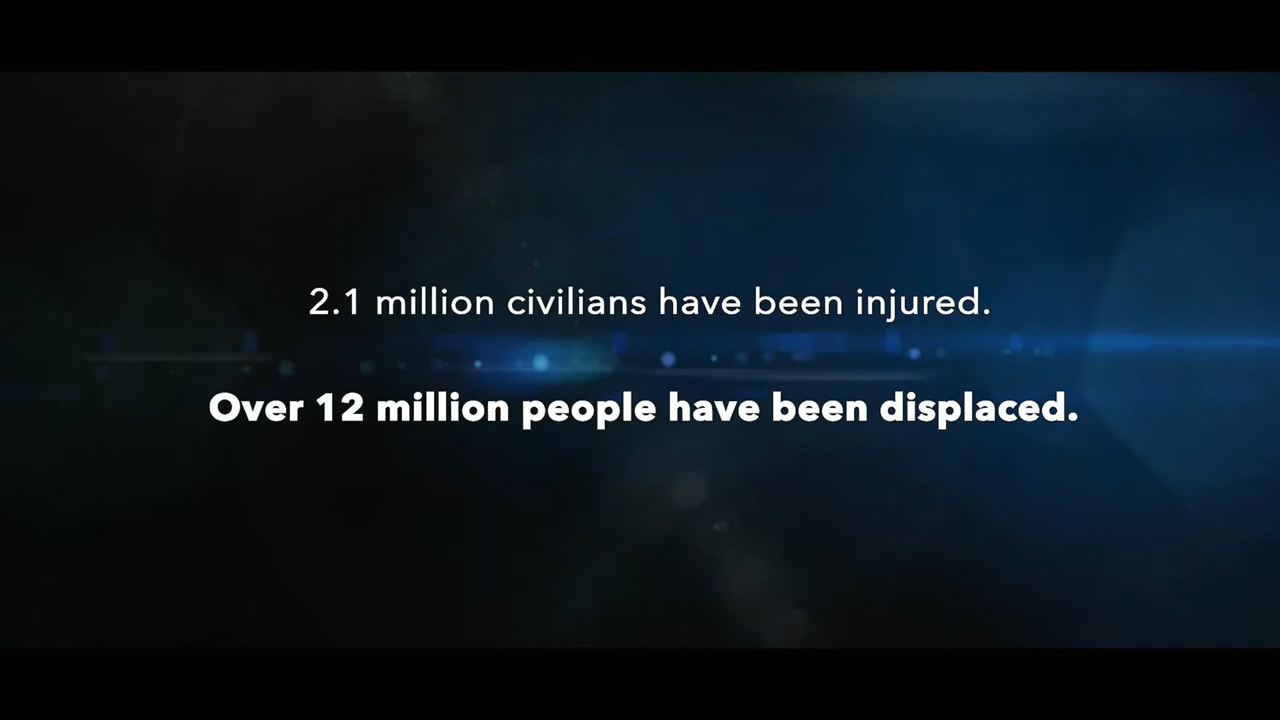 2.1 million civilians have been injured.
Over 12 million people have been displaced.